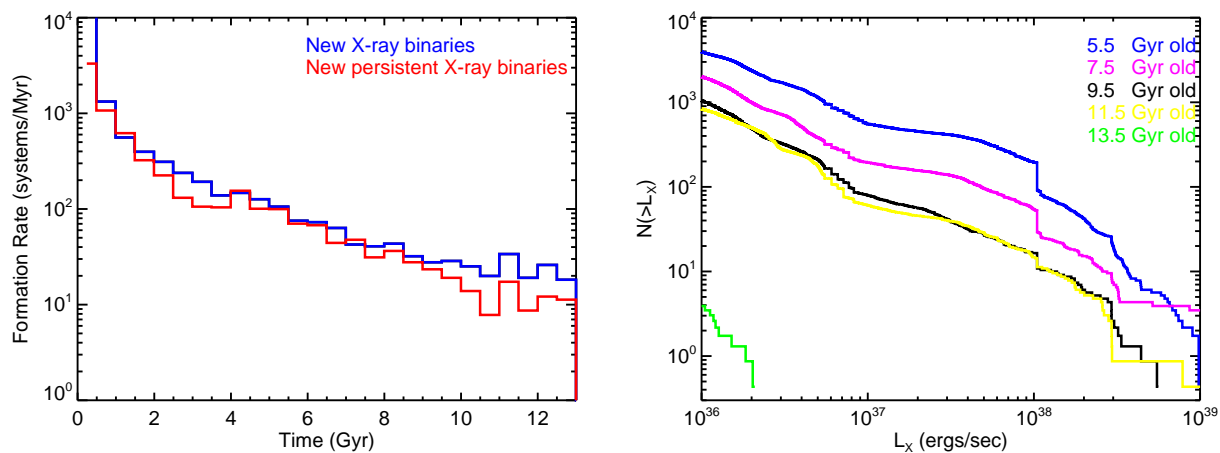 10^4
10^3
10^2
10^1
10^0
Formation Rate (systems/Myr)
New X-ray binaries
New persistent X-ray binaries
0 2 4 6 8 10 12
Time (Gyr)
10^4
10^3
10^2
10^1
10^0
N(>L_X)
5.5 Gyr old
7.5 Gyr old
9.5 Gyr old
11.5 Gyr old
13.5 Gyr old
10^36 10^37 10^38 10^39
L_X (ergs/sec)